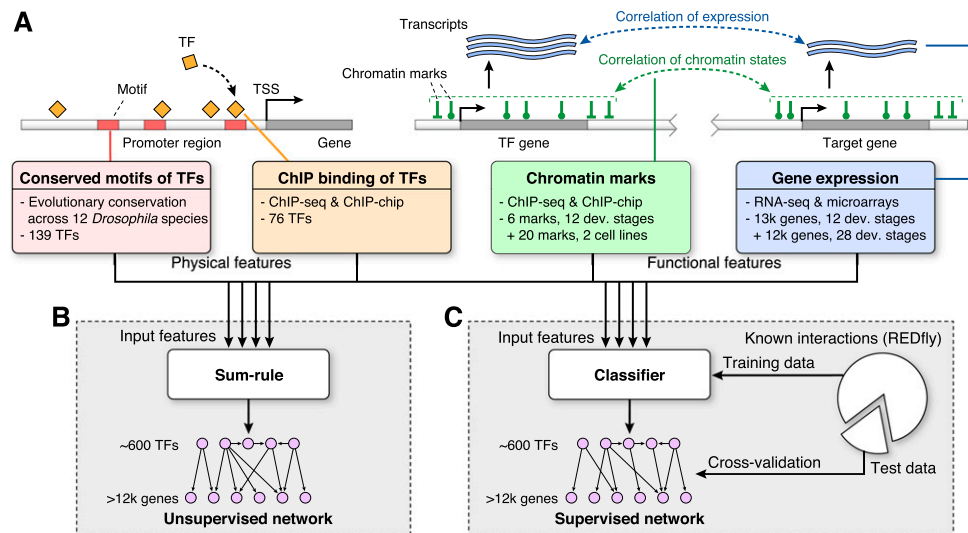 A
Transcripts
Correlation of expression
TF
Correlation of chromatin states
Chromatin marks
Motif
TSS
Promoter region
Gene
TF gene
Target gene
Conserved motifs of TFs
- Evolutionary conservation
across 12 Drosophila species
- 139 TFs
ChIP binding of TFs
- ChIP-seq & ChIP-chip
- 76 TFs
Chromatin marks
- ChIP-seq & ChIP-chip
- 6 marks, 12 dev. stages
+ 20 marks, 2 cell lines
Gene expression
- RNA-seq & microarrays
- 13k genes, 12 dev. stages
+ 12k genes, 28 dev. stages
Physical features
Functional features
B
Input features
Sum-rule
~600 TFs
>12k genes
Unsupervised network
C
Input features
Known interactions (REDfly)
Classifier
Training data
~600 TFs
Cross-validation
Test data
>12k genes
Supervised network